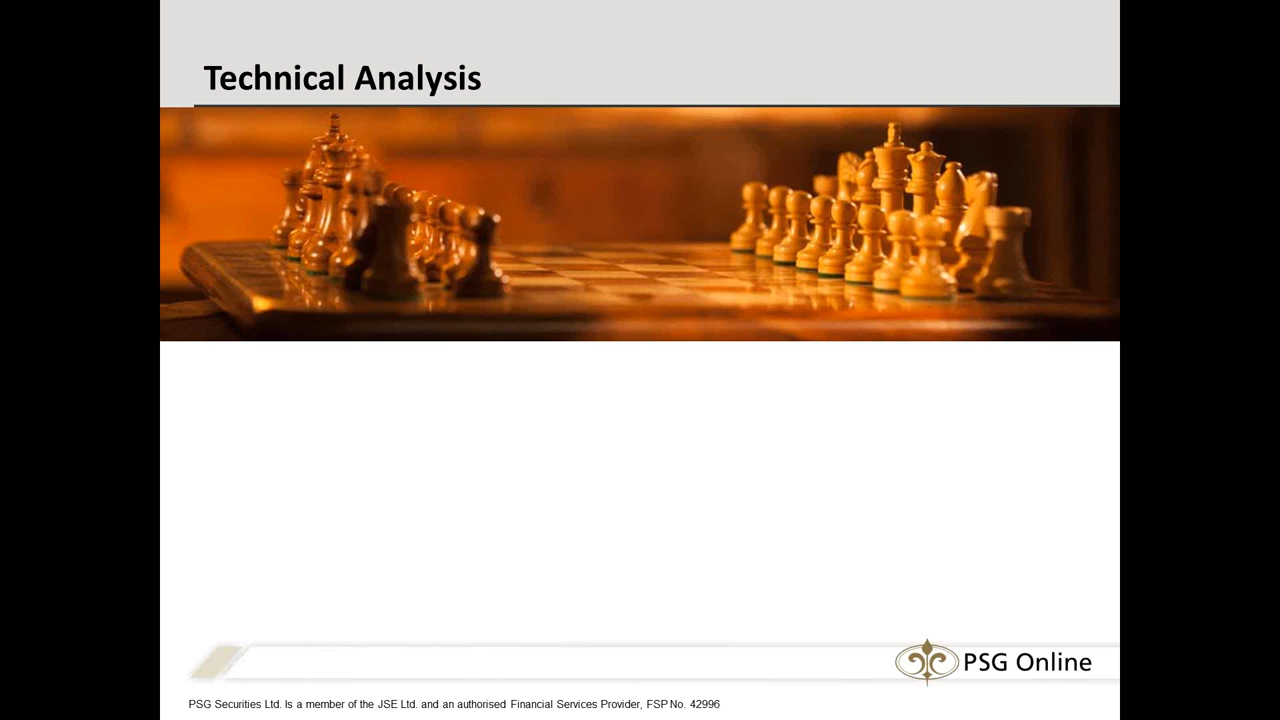 Technical Analysis
PSG Online
PSG Securities Ltd. Is a member of the JSE Ltd. and an authorised Financial Services Provider, FSP No. 42996